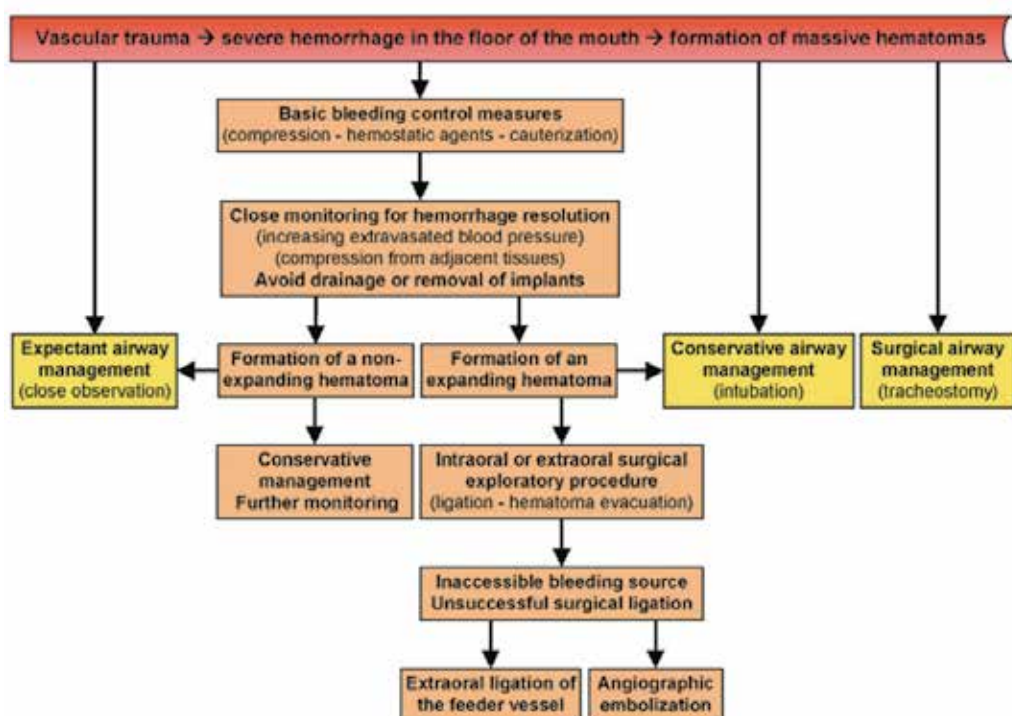 Vascular trauma → severe hemorrhage in the floor of the mouth → formation of massive hematomas
Basic bleeding control measures
(compression - hemostatic agents - cauterization)
Close monitoring for hemorrhage resolution
(increasing extravasated blood pressure)
(compression from adjacent tissues)
Avoid drainage or removal of implants
Expectant airway
management
(close observation)
Formation of a non-
expanding hematoma
Formation of an
expanding hematoma
Conservative airway
management
(intubation)
Surgical airway
management
(tracheostomy)
Conservative
management
Further monitoring
Intraoral or extraoral surgical
exploratory procedure
(ligation - hematoma evacuation)
Inaccessible bleeding source
Unsuccessful surgical ligation
Extraoral ligation of
the feeder vessel
Angiographic
embolization